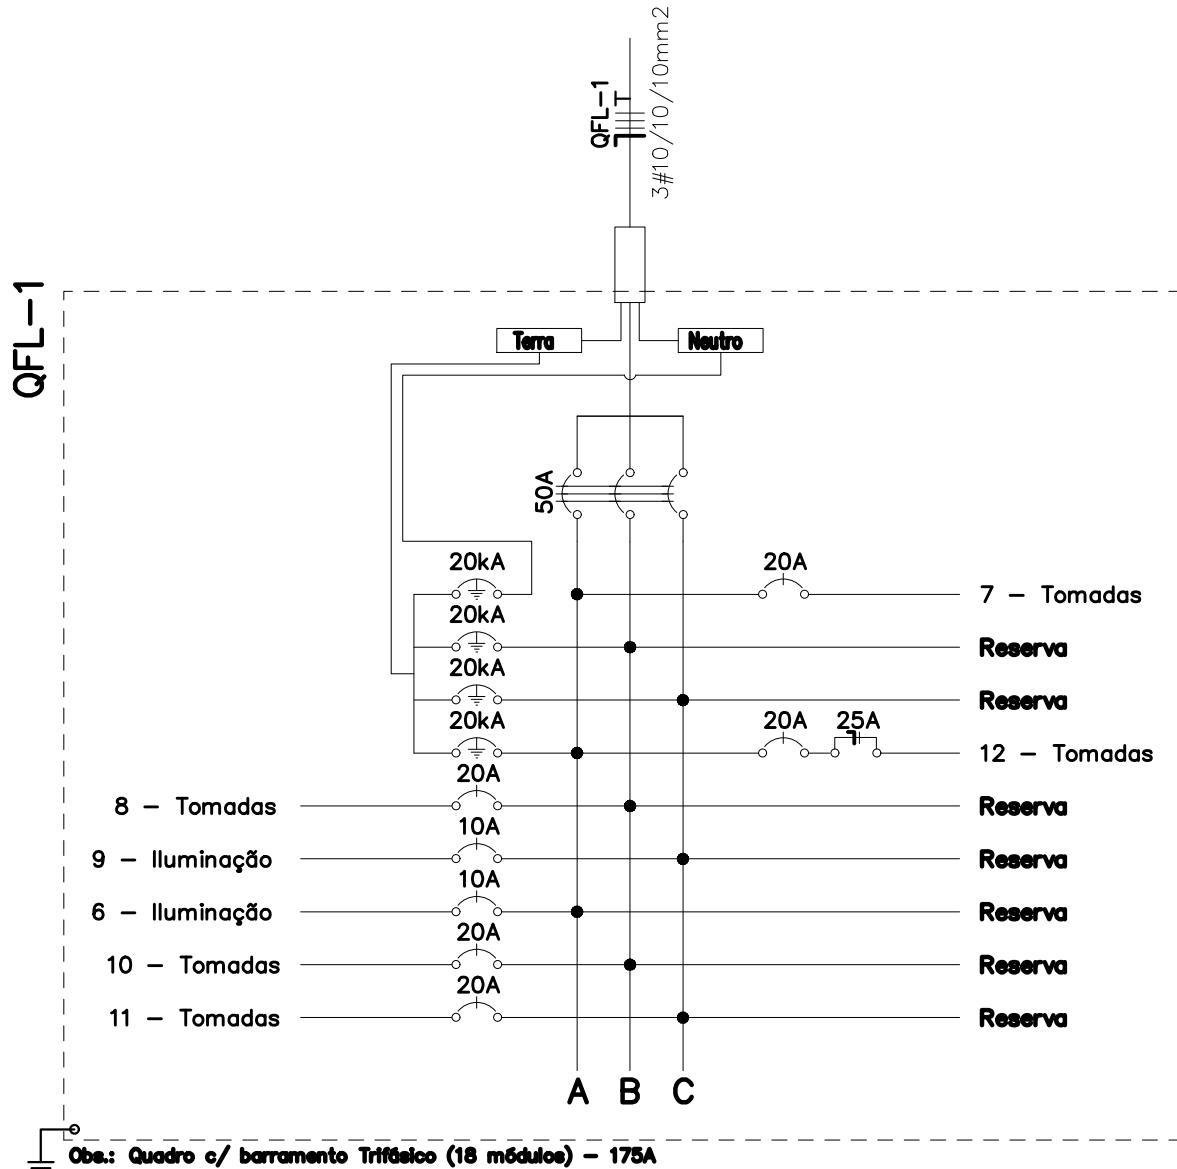 QFL-1
3#10/10/10mm2
QFL-1
Terra
Neutro
50A
20kA
20A
7 - Tomadas
20kA
Reserva
20kA
Reserva
20kA
20A
25A
12 - Tomadas
8 - Tomadas
20A
Reserva
9 - Iluminação
10A
Reserva
6 - Iluminação
10A
Reserva
10 - Tomadas
20A
Reserva
11 - Tomadas
20A
Reserva
A B C
Obs.: Quadro c/ barramento Trifásico (18 módulos) - 175A